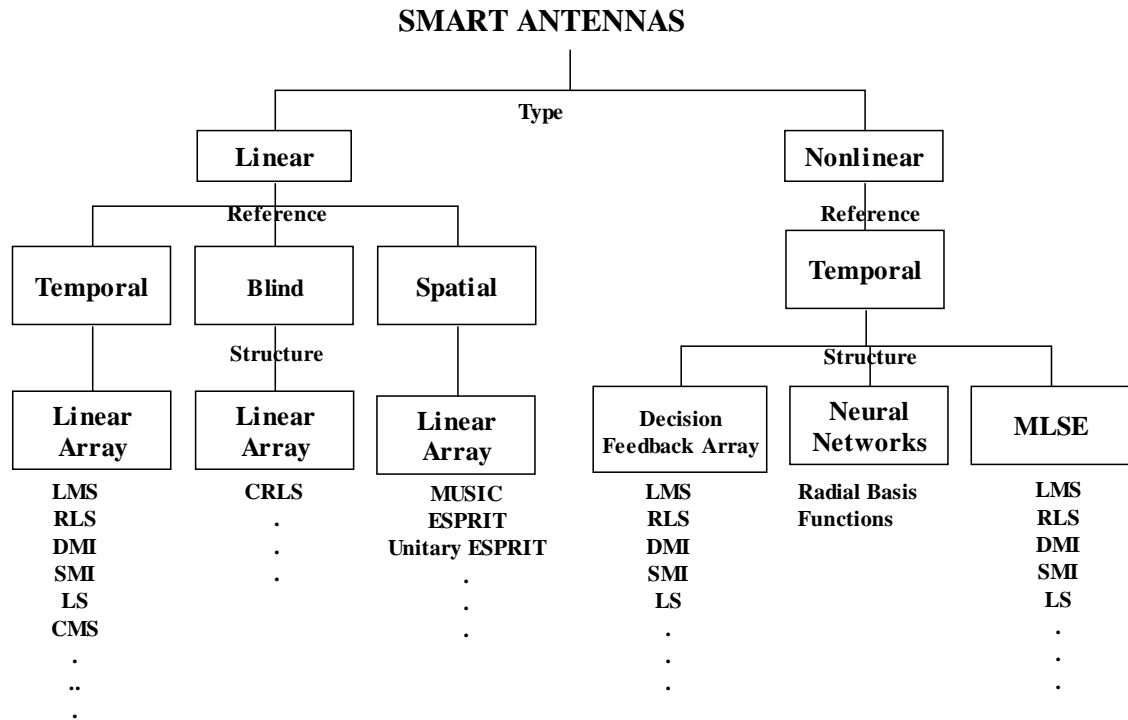 SMART ANTENNAS
Type
Linear
Nonlinear
Reference
Reference
Temporal
Blind
Spatial
Temporal
Structure
Structure
Linear
Array
Linear
Array
Linear
Array
Decision
Feedback Array
Neural
Networks
MLSE
LMS
RLS
DMI
SMI
LS
CMS
.
..
.
CRLS
.
.
.
MUSIC
ESPRIT
Unitary ESPRIT
.
.
.
LMS
RLS
DMI
SMI
LS
.
.
.
Radial Basis
Functions
LMS
RLS
DMI
SMI
LS
.
.
.